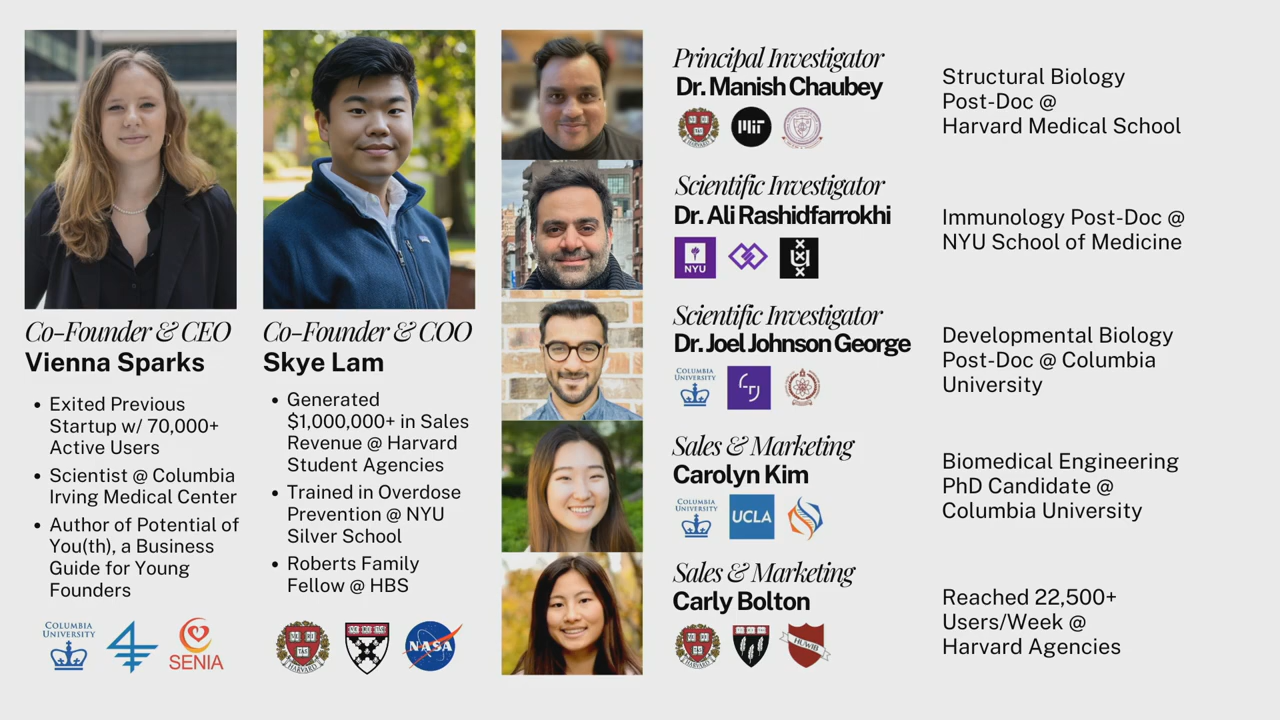 Co-Founder & CEO
Vienna Sparks
• Exited Previous
Startup w/ 70,000+
Active Users
• Scientist @ Columbia
Irving Medical Center
• Author of Potential of
You(th), a Business
Guide for Young
Founders
COLUMBIA
UNIVERSITY
SENIA
Co-Founder & COO
Skye Lam
• Generated
$1,000,000+ in Sales
Revenue @ Harvard
Student Agencies
• Trained in Overdose
Prevention @ NYU
Silver School
• Roberts Family
Fellow @ HBS
HARVARD
NASA
Principal Investigator
Dr. Manish Chaubey
HARVARD
MIT
Structural Biology
Post-Doc @
Harvard Medical School
Scientific Investigator
Dr. Ali Rashidfarrokhi
NYU
Immunology Post-Doc @
NYU School of Medicine
Scientific Investigator
Dr. Joel Johnson George
COLUMBIA
UNIVERSITY
Developmental Biology
Post-Doc @ Columbia
University
Sales & Marketing
Carolyn Kim
COLUMBIA
UNIVERSITY
UCLA
Biomedical Engineering
PhD Candidate @
Columbia University
Sales & Marketing
Carly Bolton
HARVARD
HUWIB
Reached 22,500+
Users/Week @
Harvard Agencies